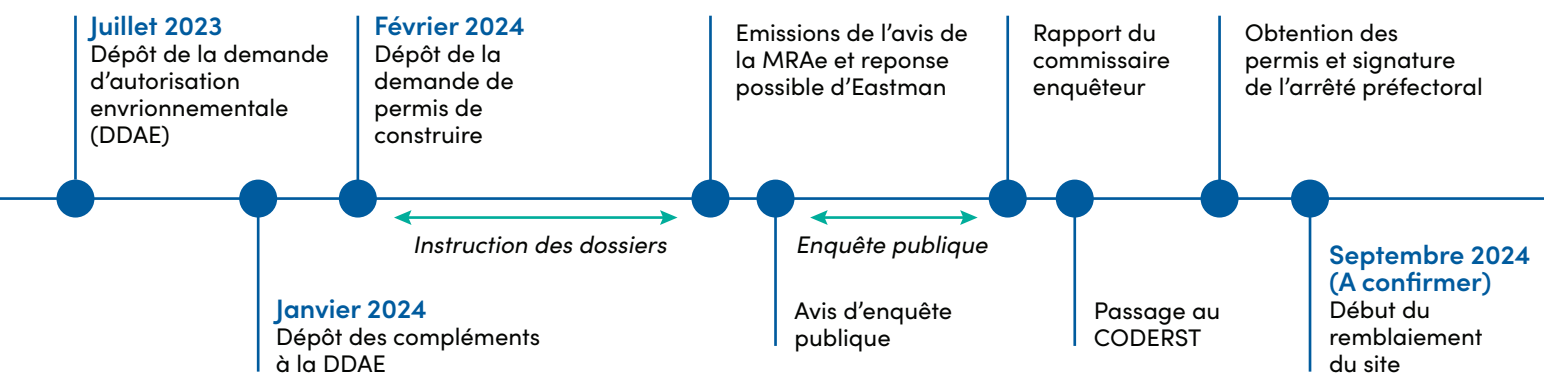 Juillet 2023
Dépôt de la demande
d'autorisation
envrionnementale
(DDAE)
Février 2024
Dépôt de la
demande de
permis de
construire
Emissions de l'avis de
la MRAe et reponse
possible d'Eastman
Rapport du
commissaire
enquêteur
Obtention des
permis et signature
de l'arrêté préfectoral
Instruction des dossiers
Enquête publique
Janvier 2024
Dépôt des compléments
à la DDAE
Avis d'enquête
publique
Passage au
CODERST
Septembre 2024
(A confirmer)
Début du
remblaiement
du site